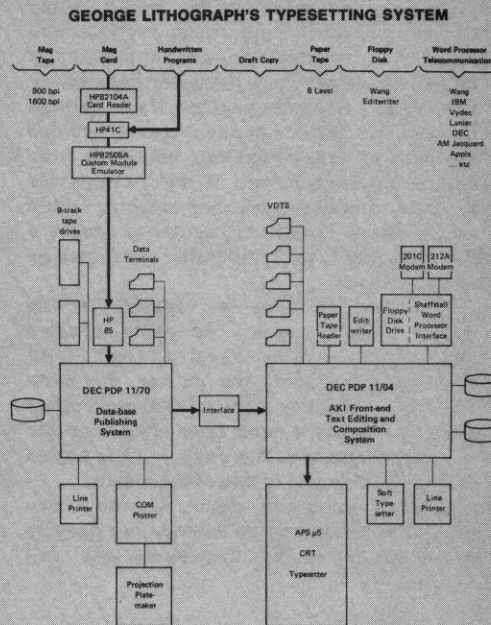 GEORGE LITHOGRAPH'S TYPESETTING SYSTEM
Mag
Tape
Mag
Card
Handwritten
Programs
Draft Copy
Paper
Tape
Floppy
Disk
Word Processor
Telecommunications
800 bpi
1600 bpi
HP82104A
Card Reader
HP41C
HP82505A
Custom Module
Emulator
6 Level
Wang
Editwriter
Wang
IBM
Vydec
Lanier
DEC
AM Jacquard
Apple
... etc
9-track
tape
drives
Data
Terminals
VDTS
HP
85
Paper
Tape
Reader
Edit-
writer
201C
Modem
212A
Modem
Floppy
Disk
Drive
Shaffstall
Word
Processor
Interface
DEC PDP 11/70
Data-base
Publishing
System
Interface
DEC PDP 11/04
AKI Front-end
Text Editing and
Composition
System
Line
Printer
COM
Plotter
Projection
Plate-
maker
APS µ5
CRT
Typesetter
Soft
Type
setter
Line
Printer